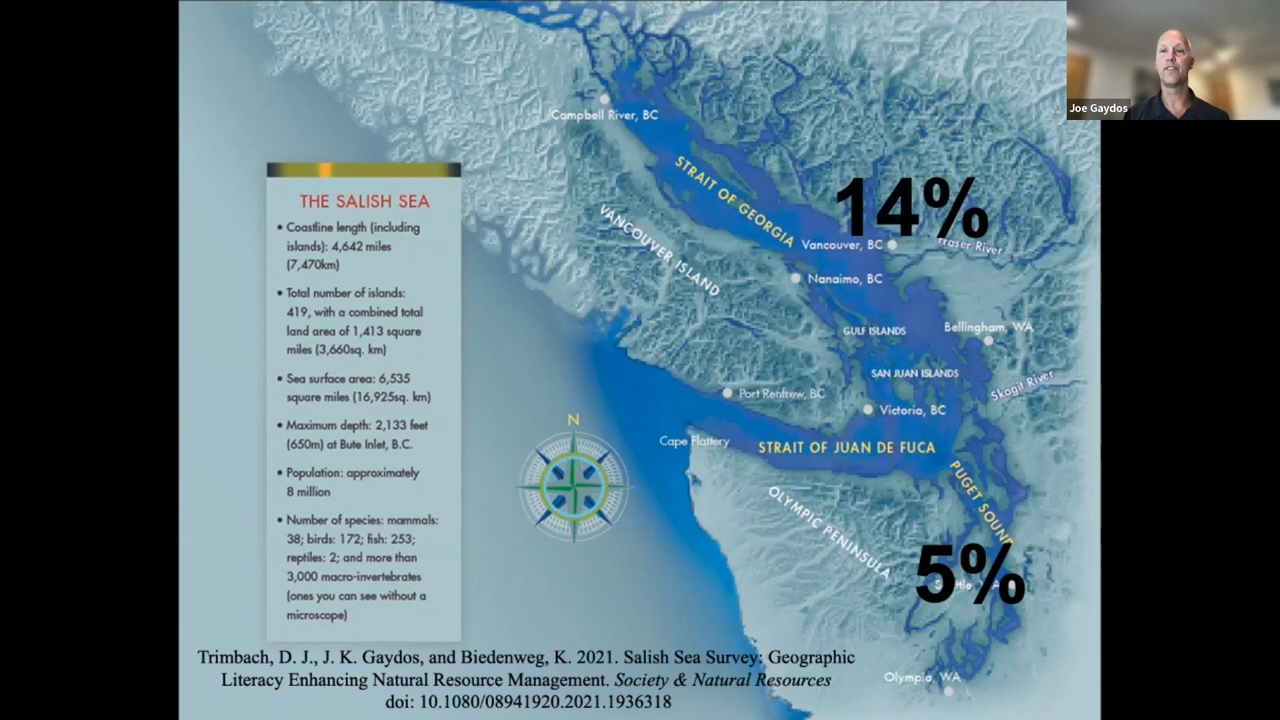 Joe Gaydos
Campbell River, BC
STRAIT OF GEORGIA
14%
THE SALISH SEA
• Coastline length (including
islands): 4,642 miles
(7,470km)
• Total number of islands:
419, with a combined total
land area of 1,413 square
miles (3,660sq. km)
• Sea surface area: 6,535
square miles (16,925sq. km)
• Maximum depth: 2,133 feet
(650m) at Bute Inlet, B.C.
• Population: approximately
8 million
• Number of species: mammals:
38; birds: 172; fish: 253;
reptiles: 2; and more than
3,000 macro-invertebrates
(ones you can see without a
microscope)
VANCOUVER ISLAND
Vancouver, BC
Fraser River
Nanaimo, BC
GULF ISLANDS
Bellingham, WA
SAN JUAN ISLANDS
Skagit River
Port Renfrew, BC
Victoria, BC
N
Cape Flattery
STRAIT OF JUAN DE FUCA
PUGET SOUND
OLYMPIC PENINSULA
5%
Olympia, WA
Trimbach, D. J., J. K. Gaydos, and Biedenweg, K. 2021. Salish Sea Survey: Geographic
Literacy Enhancing Natural Resource Management. Society & Natural Resources
doi: 10.1080/08941920.2021.1936318